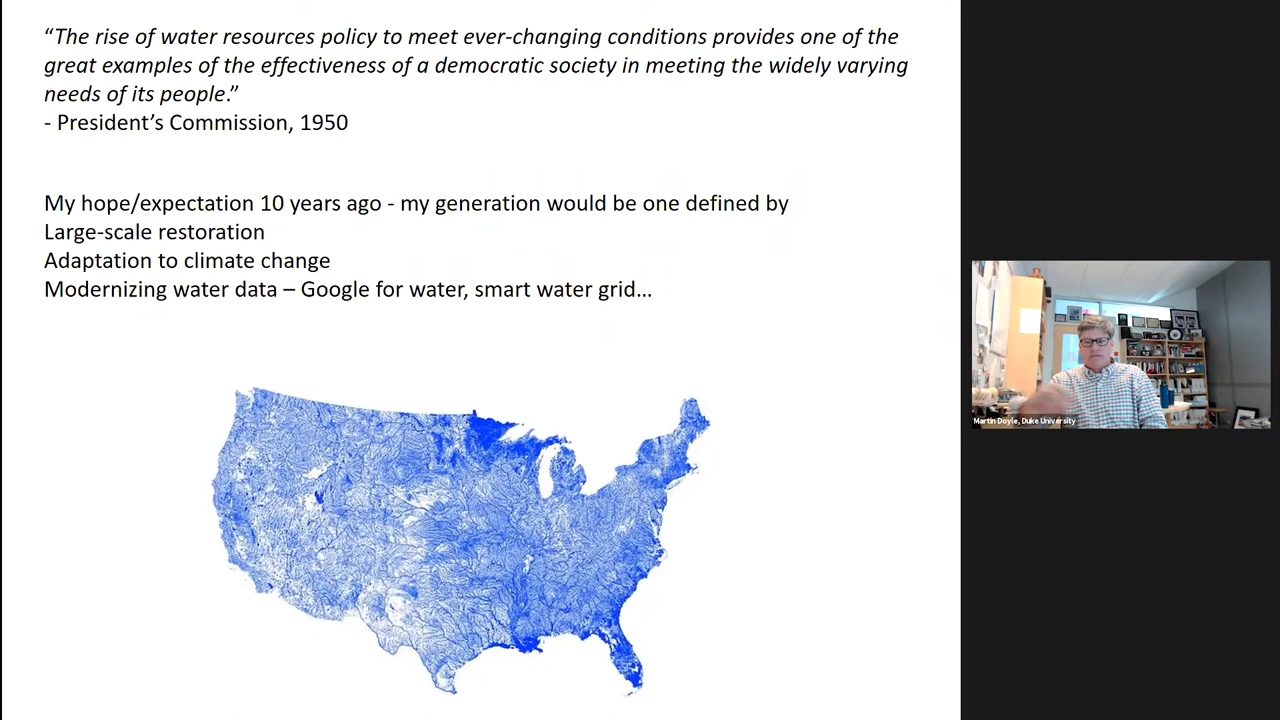 “The rise of water resources policy to meet ever-changing conditions provides one of the
great examples of the effectiveness of a democratic society in meeting the widely varying
needs of its people.”
- President’s Commission, 1950
My hope/expectation 10 years ago - my generation would be one defined by
Large-scale restoration
Adaptation to climate change
Modernizing water data – Google for water, smart water grid…
Martin Doyle, Duke University